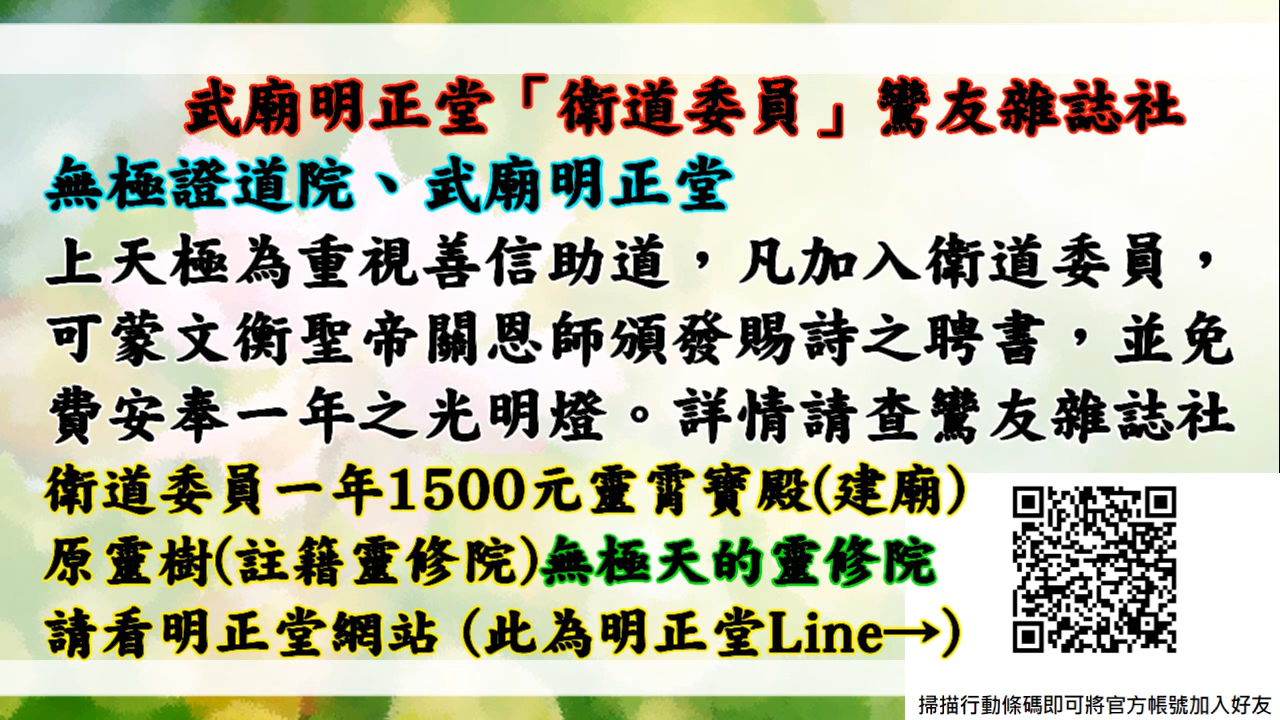 武廟明正堂「衛道委員」鸞友雜誌社
無極證道院、武廟明正堂
上天極為重視善信助道，凡加入衛道委員，
可蒙文衡聖帝關恩師頒發賜詩之聘書，並免
費安奉一年之光明燈。詳情請查鸞友雜誌社
衛道委員一年1500元靈霄寶殿(建廟)
原靈樹(註籍靈修院)無極天的靈修院
請看明正堂網站 (此為明正堂Line→)
掃描行動條碼即可將官方帳號加入好友